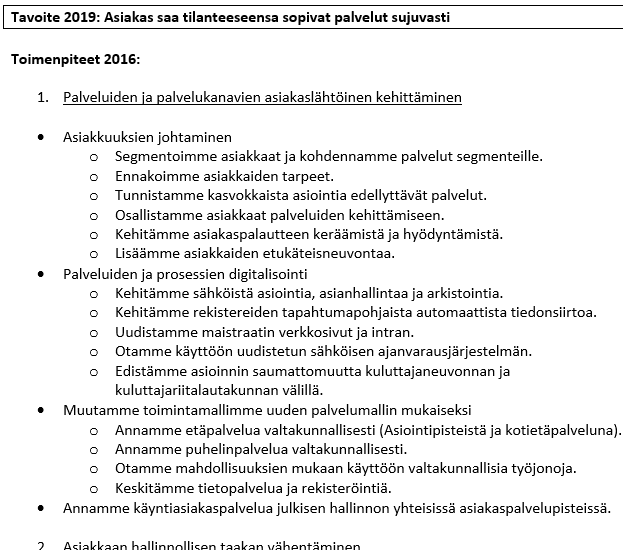 Tavoite 2019: Asiakas saa tilanteeseensa sopivat palvelut sujuvasti
Toimenpiteet 2016:
1. Palveluiden ja palvelukanavien asiakaslähtöinen kehittäminen
• Asiakkuuksien johtaminen
o Segmentoimme asiakkaat ja kohdennamme palvelut segmenteille.
o Ennakoimme asiakkaiden tarpeet.
o Tunnistamme kasvokkaista asiointia edellyttävät palvelut.
o Osallistamme asiakkaat palveluiden kehittämiseen.
o Kehitämme asiakaspalautteen keräämistä ja hyödyntämistä.
o Lisäämme asiakkaiden etukäteisneuvontaa.
• Palveluiden ja prosessien digitalisointi
o Kehitämme sähköistä asiointia, asianhallintaa ja arkistointia.
o Kehitämme rekistereiden tapahtumapohjaista automaattista tiedonsiirtoa.
o Uudistamme maistraatin verkkosivut ja intran.
o Otamme käyttöön uudistetun sähköisen ajanvarausjärjestelmän.
o Edistämme asioinnin saumattomuutta kuluttajaneuvonnan ja
kuluttajariitalautakunnan välillä.
• Muutamme toimintamallimme uuden palvelumallin mukaiseksi
o Annamme etäpalvelua valtakunnallisesti (Asiointipisteistä ja kotietäpalveluna).
o Annamme puhelinpalvelua valtakunnallisesti.
o Otamme mahdollisuuksien mukaan käyttöön valtakunnallisia työjonoja.
o Keskitämme tietopalvelua ja rekisteröintiä.
• Annamme käyntiasiakaspalvelua julkisen hallinnon yhteisissä asiakaspalvelupisteissä.
2. Asiakkaan hallinnollisen taakan vähentäminen